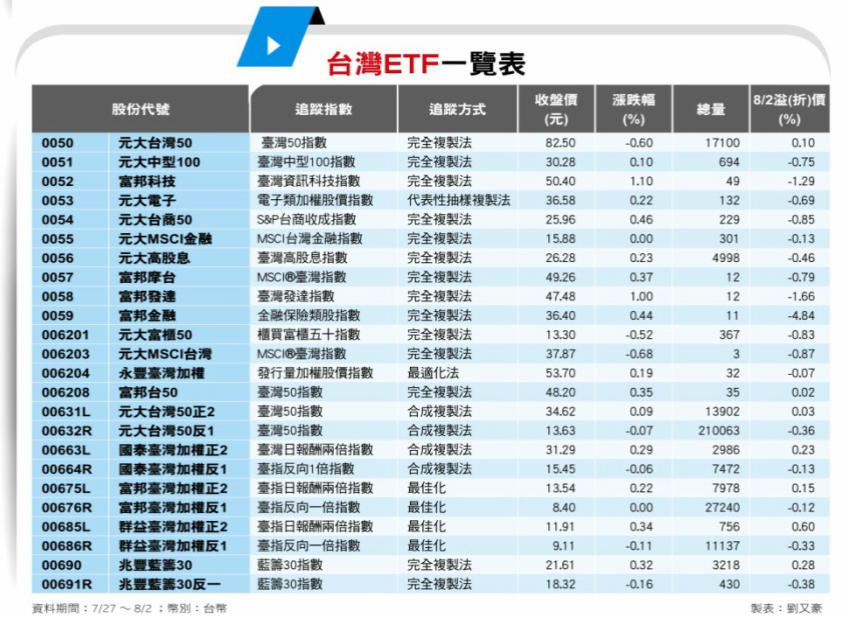 台灣ETF一覽表
股份代號 追蹤指數 追蹤方式 收盤價(元) 漲跌幅(%) 總量 8/2溢(折)價(%)
0050 元大台灣50 臺灣50指數 完全複製法 82.50 -0.60 17100 0.10
0051 元大中型100 臺灣中型100指數 完全複製法 30.28 0.10 694 -0.75
0052 富邦科技 臺灣資訊科技指數 完全複製法 50.40 1.10 49 -1.29
0053 元大電子 電子類加權股價指數 代表性抽樣複製法 36.58 0.22 132 -0.69
0054 元大台商50 S&P台商收成指數 完全複製法 25.96 0.46 229 -0.85
0055 元大MSCI金融 MSCI台灣金融指數 完全複製法 15.88 0.00 301 -0.13
0056 元大高股息 臺灣高股息指數 完全複製法 26.28 0.23 4998 -0.46
0057 富邦摩台 MSCI®臺灣指數 完全複製法 49.26 0.37 12 -0.79
0058 富邦發達 臺灣發達指數 完全複製法 47.48 1.00 12 -1.66
0059 富邦金融 金融保險類股指數 完全複製法 36.40 0.44 11 -4.84
006201 元大富櫃50 櫃買富櫃五十指數 完全複製法 13.30 -0.52 367 -0.83
006203 元大MSCI台灣 MSCI®臺灣指數 完全複製法 37.87 -0.68 3 -0.87
006204 永豐臺灣加權 發行量加權股價指數 最適化法 53.70 0.19 32 -0.07
006208 富邦台50 臺灣50指數 完全複製法 48.20 0.35 35 0.02
00631L 元大台灣50正2 臺灣50指數 合成複製法 34.62 0.09 13902 0.03
00632R 元大台灣50反1 臺灣50指數 合成複製法 13.63 -0.07 210063 -0.36
00663L 國泰臺灣加權正2 臺灣日報酬兩倍指數 合成複製法 31.29 0.29 2986 0.23
00664R 國泰臺灣加權反1 臺指反向1倍指數 合成複製法 15.45 -0.06 7472 -0.13
00675L 富邦臺灣加權正2 臺指日報酬兩倍指數 最佳化 13.54 0.22 7978 0.15
00676R 富邦臺灣加權反1 臺指反向一倍指數 最佳化 8.40 0.00 27240 -0.12
00685L 群益臺灣加權正2 臺指日報酬兩倍指數 最佳化 11.91 0.34 756 0.60
00686R 群益臺灣加權反1 臺指反向一倍指數 最佳化 9.11 -0.11 11137 -0.33
00690 兆豐藍籌30 藍籌30指數 完全複製法 21.61 0.32 3218 0.28
00691R 兆豐藍籌30反一 藍籌30指數 完全複製法 18.32 -0.16 430 -0.38
資料期間：7/27 ～ 8/2 ；幣別：台幣 製表：劉又豪